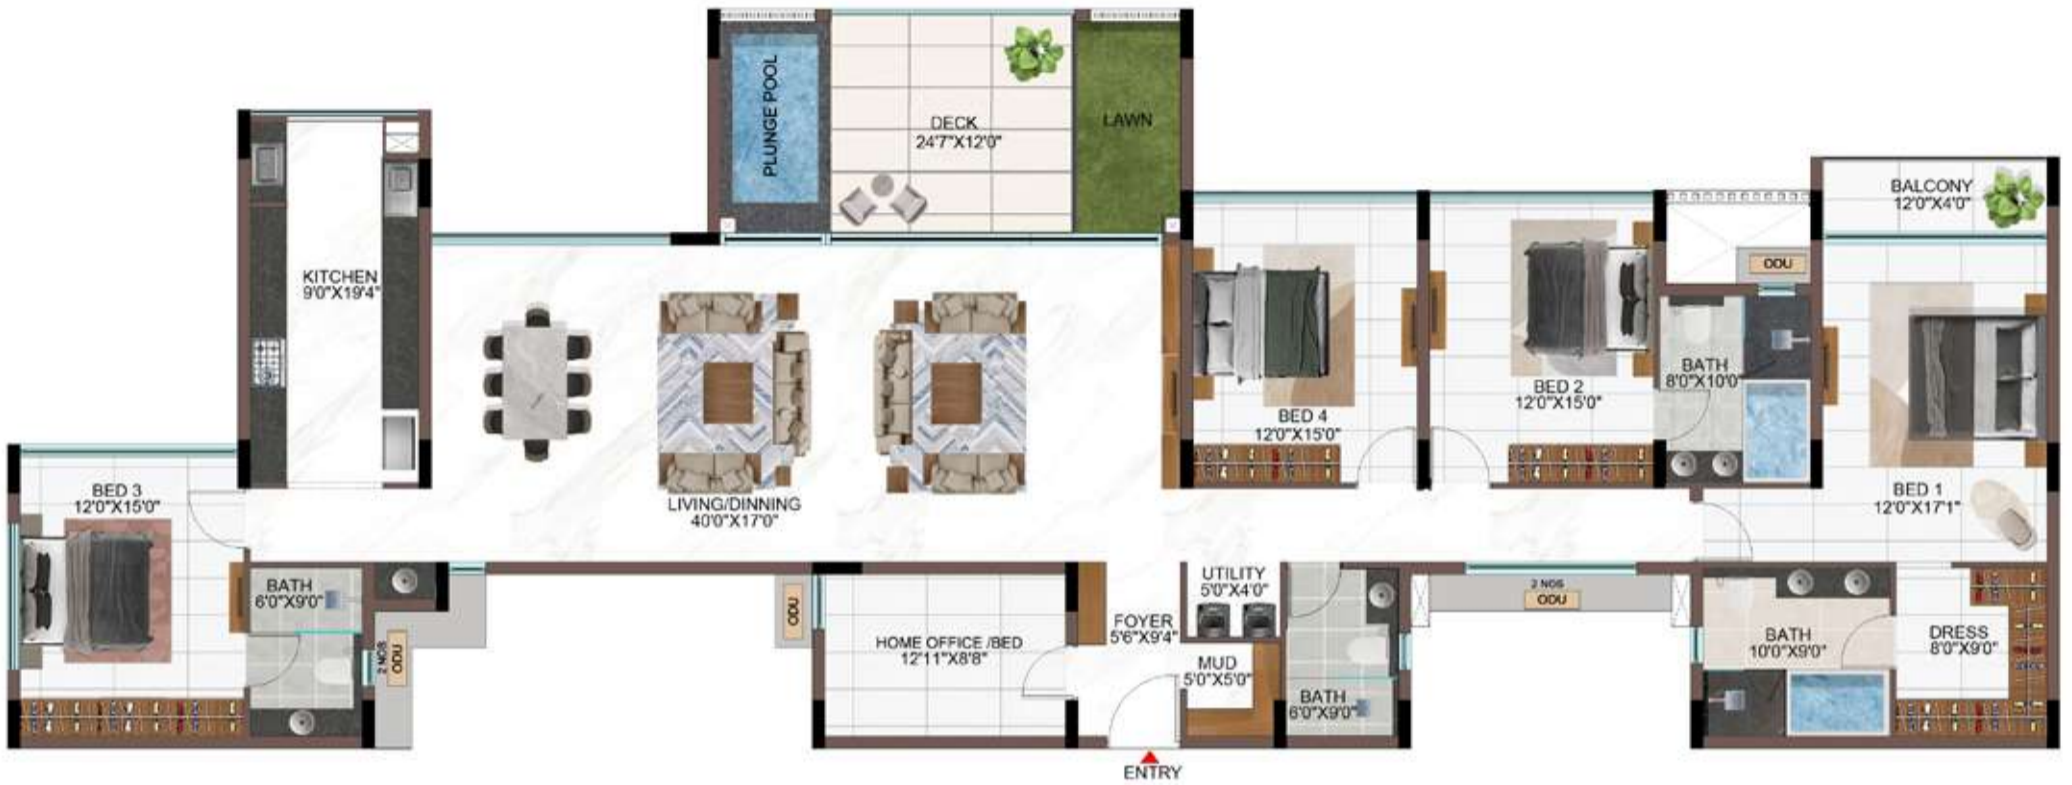 PLUNGE POOL
DECK
24'7"X12'0"
LAWN
BALCONY
12'0"X4'0"
KITCHEN
9'0"X19'4"
ODU
BATH
8'0"X10'0"
BED 2
12'0"X15'0"
BED 4
12'0"X15'0"
BED 3
12'0"X15'0"
LIVING/DINNING
40'0"X17'0"
BED 1
12'0"X17'1"
BATH
6'0"X9'0"
2 NOS
ODU
ODU
HOME OFFICE /BED
12'11"X8'8"
FOYER
5'6"X9'4"
UTILITY
5'0"X4'0"
MUD
5'0"X5'0"
BATH
6'0"X9'0"
2 NOS
ODU
BATH
10'0"X9'0"
DRESS
8'0"X9'0"
ENTRY